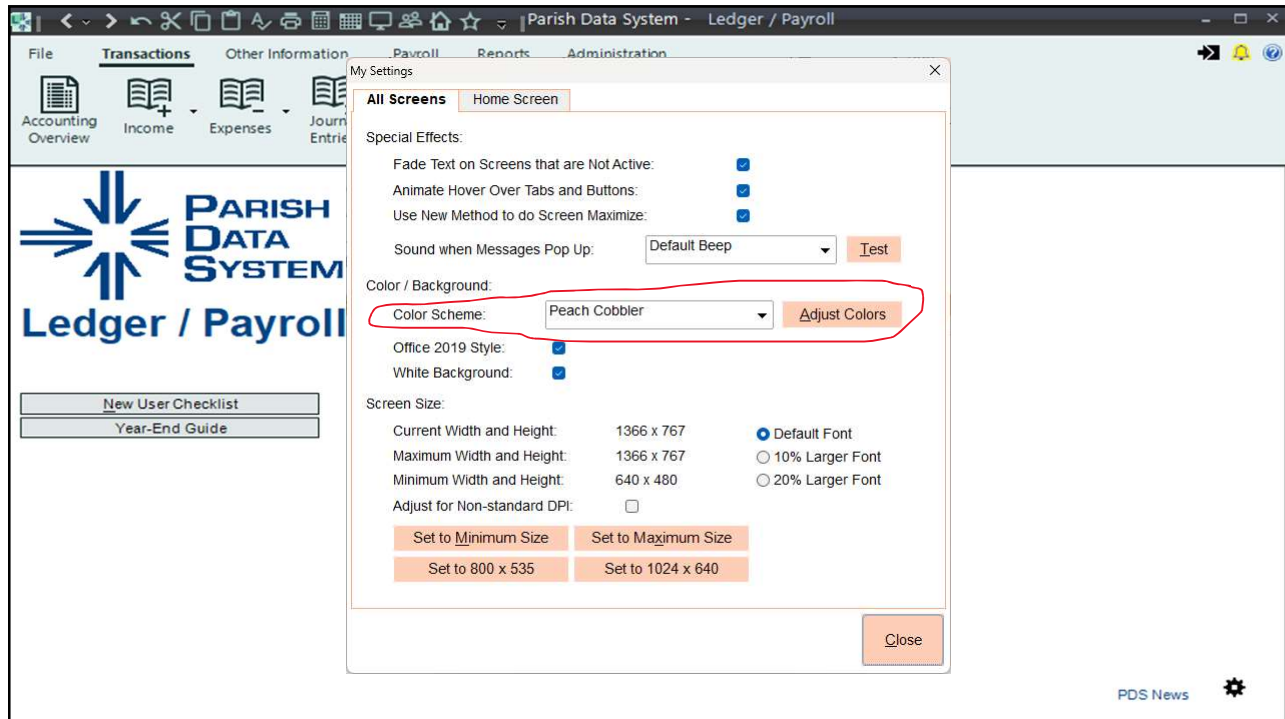 Parish Data System - Ledger / Payroll
File Transactions Other Information Payroll Reports Administration
Accounting Overview
Income
Expenses
My Settings
All Screens Home Screen
Special Effects:
Fade Text on Screens that are Not Active:
Animate Hover Over Tabs and Buttons:
Use New Method to do Screen Maximize:
Sound when Messages Pop Up: Default Beep Test
Color / Background:
Color Scheme: Peach Cobbler Adjust Colors
Office 2019 Style:
White Background:
Screen Size:
Current Width and Height: 1366 x 767 Default Font
Maximum Width and Height: 1366 x 767 10% Larger Font
Minimum Width and Height: 640 x 480 20% Larger Font
Adjust for Non-standard DPI:
Set to Minimum Size Set to Maximum Size
Set to 800 x 535 Set to 1024 x 640
Close
PARISH
DATA
SYSTEM
Ledger / Payroll
New User Checklist
Year-End Guide
PDS News